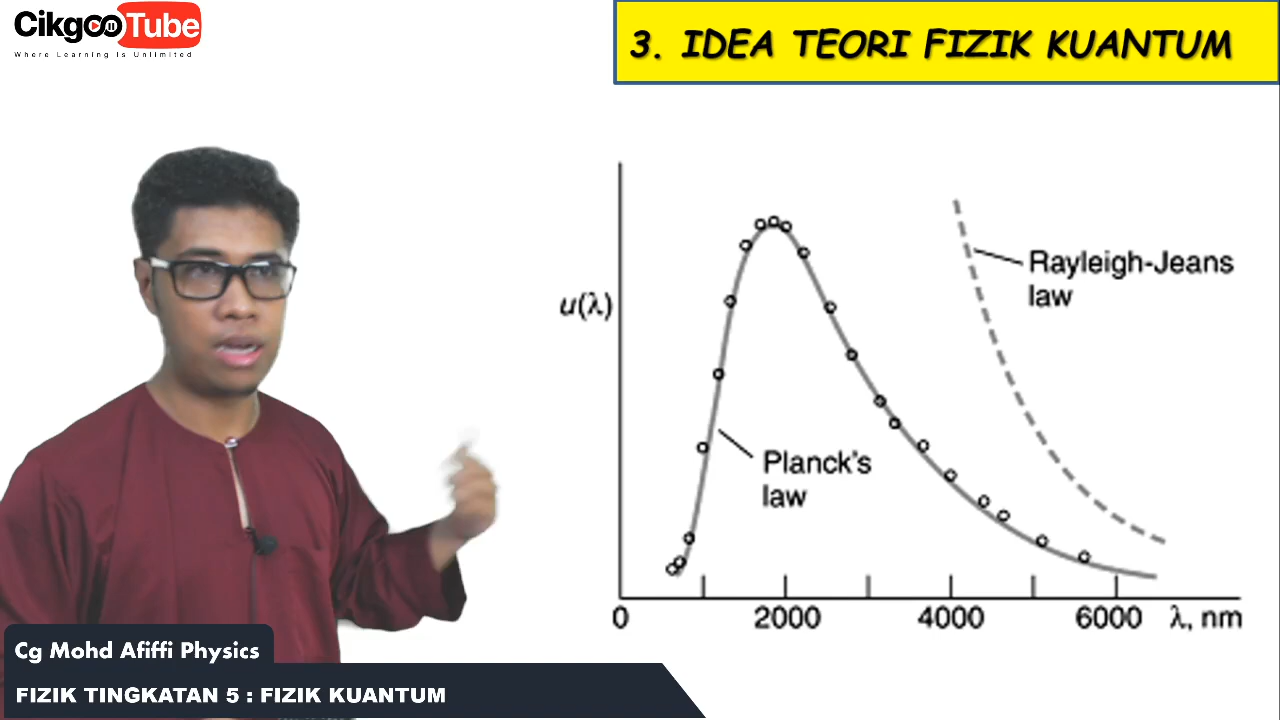 CikgooTube
Where Learning Is Unlimited
3. IDEA TEORI FIZIK KUANTUM
u(λ)
Rayleigh-Jeans
law
Planck's
law
0 2000 4000 6000 λ, nm
Cg Mohd Afiffi Physics
FIZIK TINGKATAN 5 : FIZIK KUANTUM